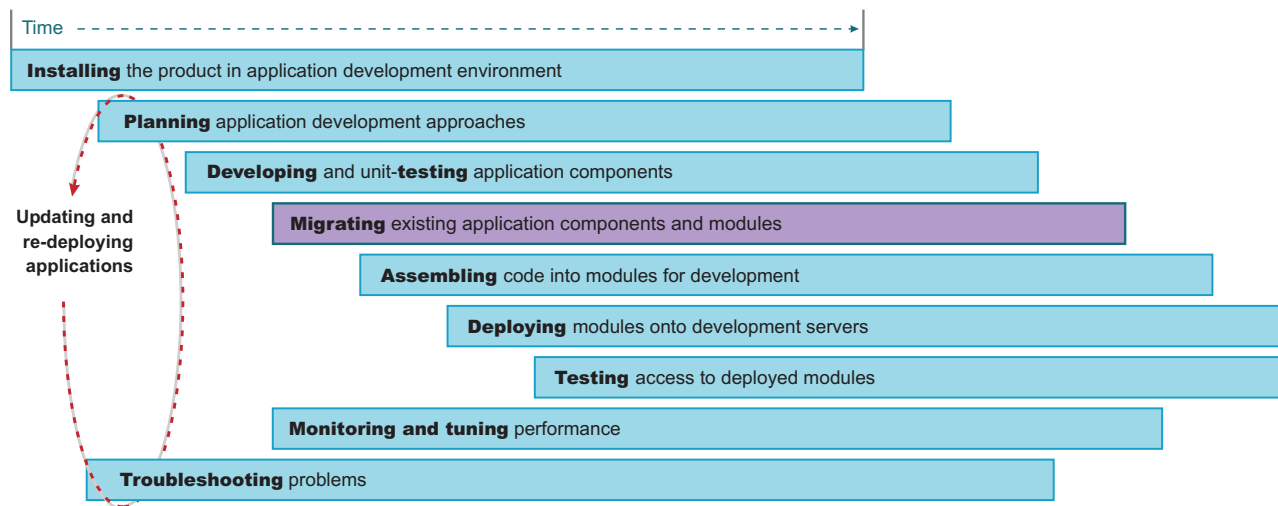 Time
Installing the product in application development environment
Planning application development approaches
Developing and unit-testing application components
Migrating existing application components and modules
Updating and
re-deploying
applications
Assembling code into modules for development
Deploying modules onto development servers
Testing access to deployed modules
Monitoring and tuning performance
Troubleshooting problems